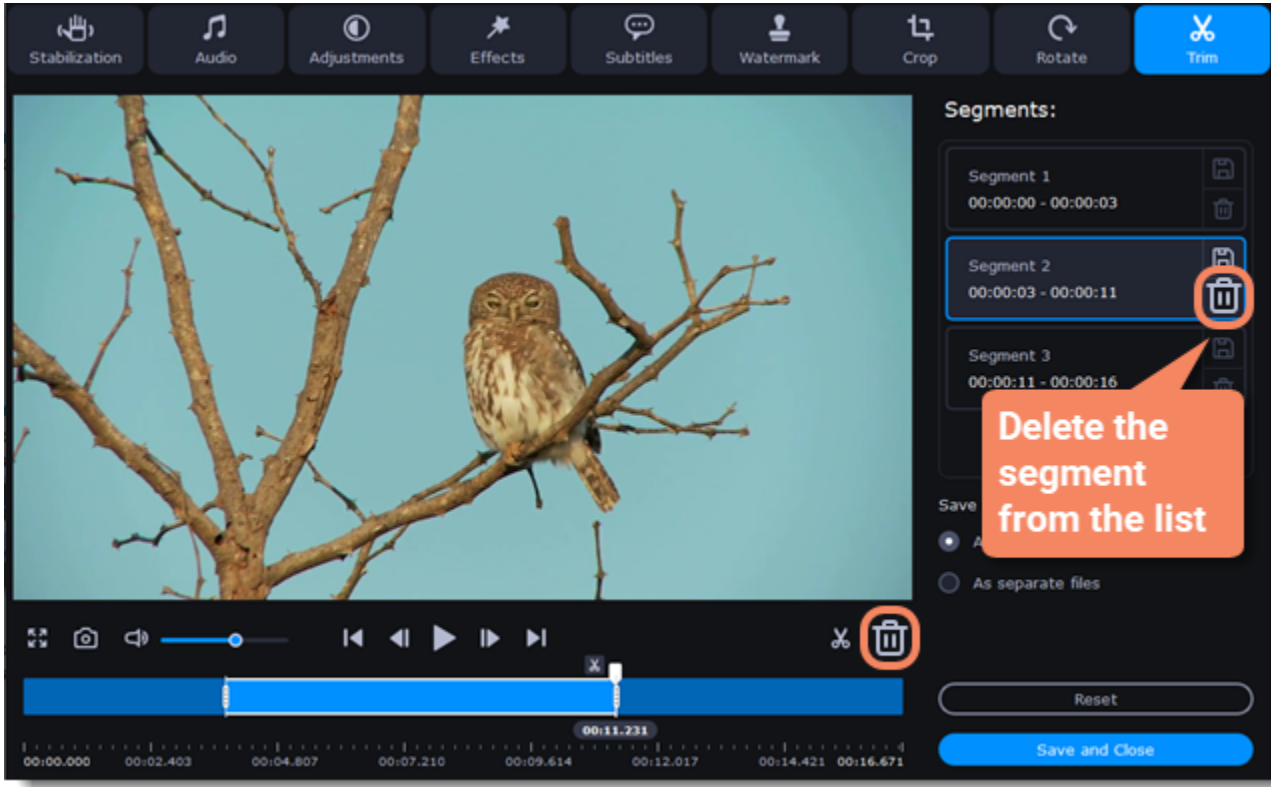 Stabilization
Audio
Adjustments
Effects
Subtitles
Watermark
Crop
Rotate
Trim
Segments:
Segment 1
00:00:00 - 00:00:03
Segment 2
00:00:03 - 00:00:11
Segment 3
00:00:11 - 00:00:16
Delete the
segment
from the list
Save
As separate files
00:11.231
00:00.000 00:02.403 00:04.807 00:07.210 00:09.614 00:12.017 00:14.421 00:16.671
Reset
Save and Close